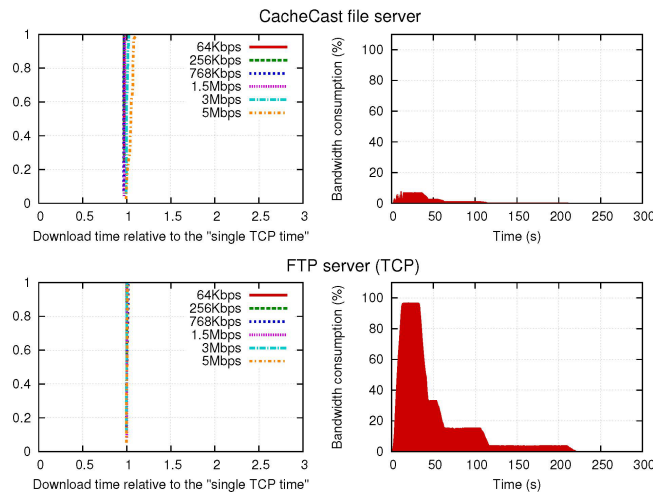 CacheCast file server
1
0.8
0.6
0.4
0.2
0
64Kbps
256Kbps
768Kbps
1.5Mbps
3Mbps
5Mbps
0 0.5 1 1.5 2 2.5 3
Download time relative to the "single TCP time"
Bandwidth consumption (%)
100
80
60
40
20
0
0 50 100 150 200 250 300
Time (s)
FTP server (TCP)
1
0.8
0.6
0.4
0.2
0
64Kbps
256Kbps
768Kbps
1.5Mbps
3Mbps
5Mbps
0 0.5 1 1.5 2 2.5 3
Download time relative to the "single TCP time"
Bandwidth consumption (%)
100
80
60
40
20
0
0 50 100 150 200 250 300
Time (s)